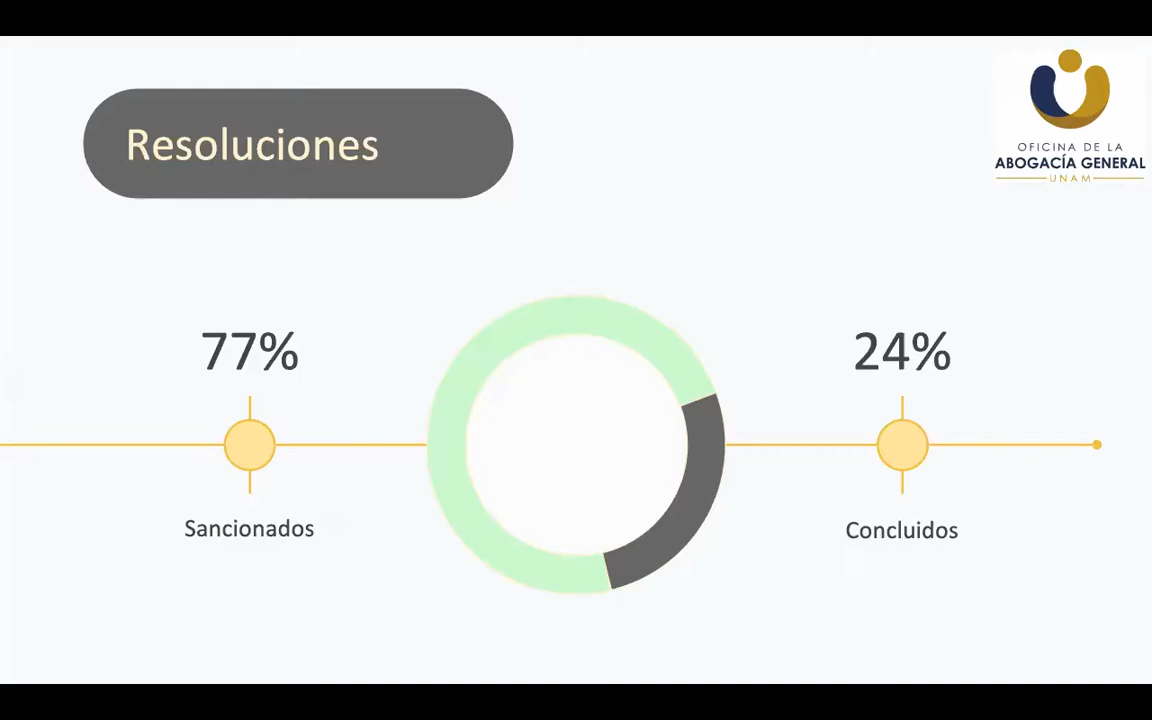 Resoluciones
OFICINA DE LA
ABOGACÍA GENERAL
UNAM
77%
24%
Sancionados
Concluidos